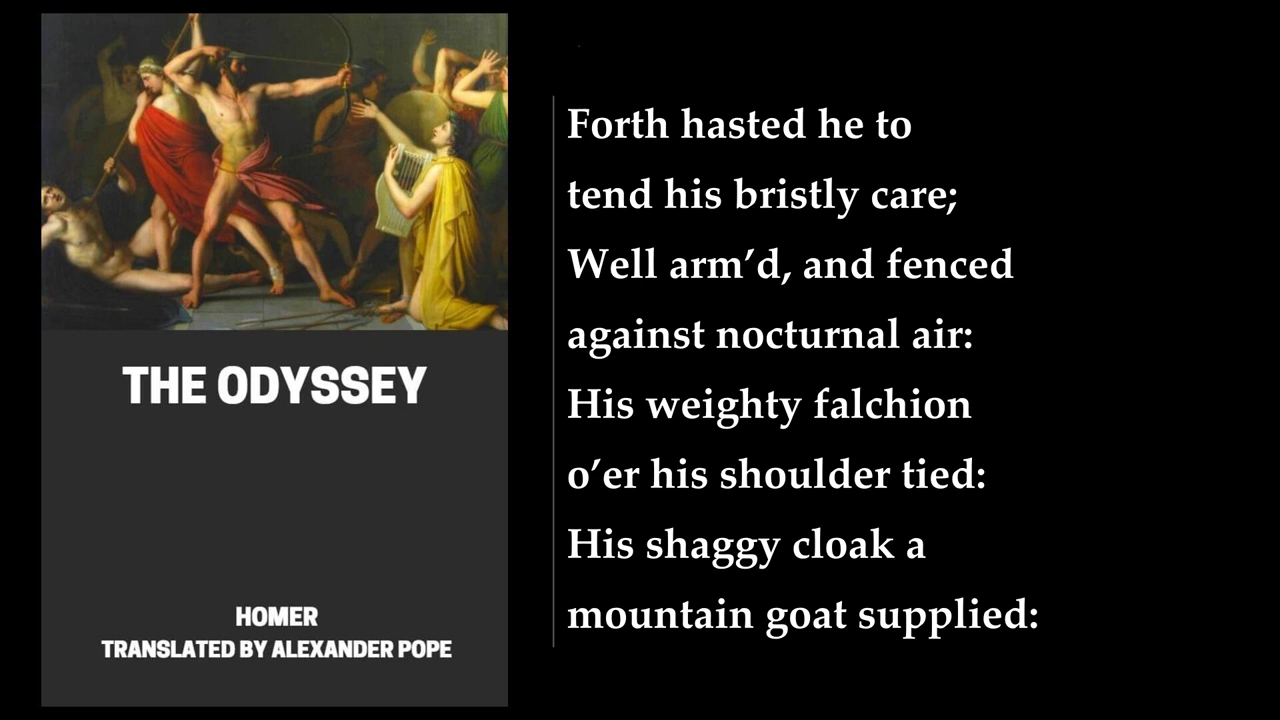 THE ODYSSEY
HOMER
TRANSLATED BY ALEXANDER POPE
Forth hasted he to
tend his bristly care;
Well arm’d, and fenced
against nocturnal air:
His weighty falchion
o’er his shoulder tied:
His shaggy cloak a
mountain goat supplied: